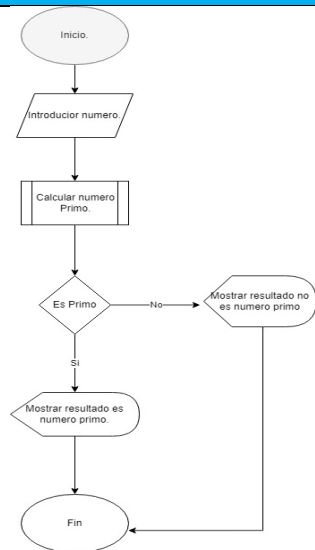 Inicio.
Introducior numero.
Calcular numero
Primo.
Es Primo
No
Mostrar resultado no
es numero primo
Si
Mostrar resultado es
numero primo.
Fin